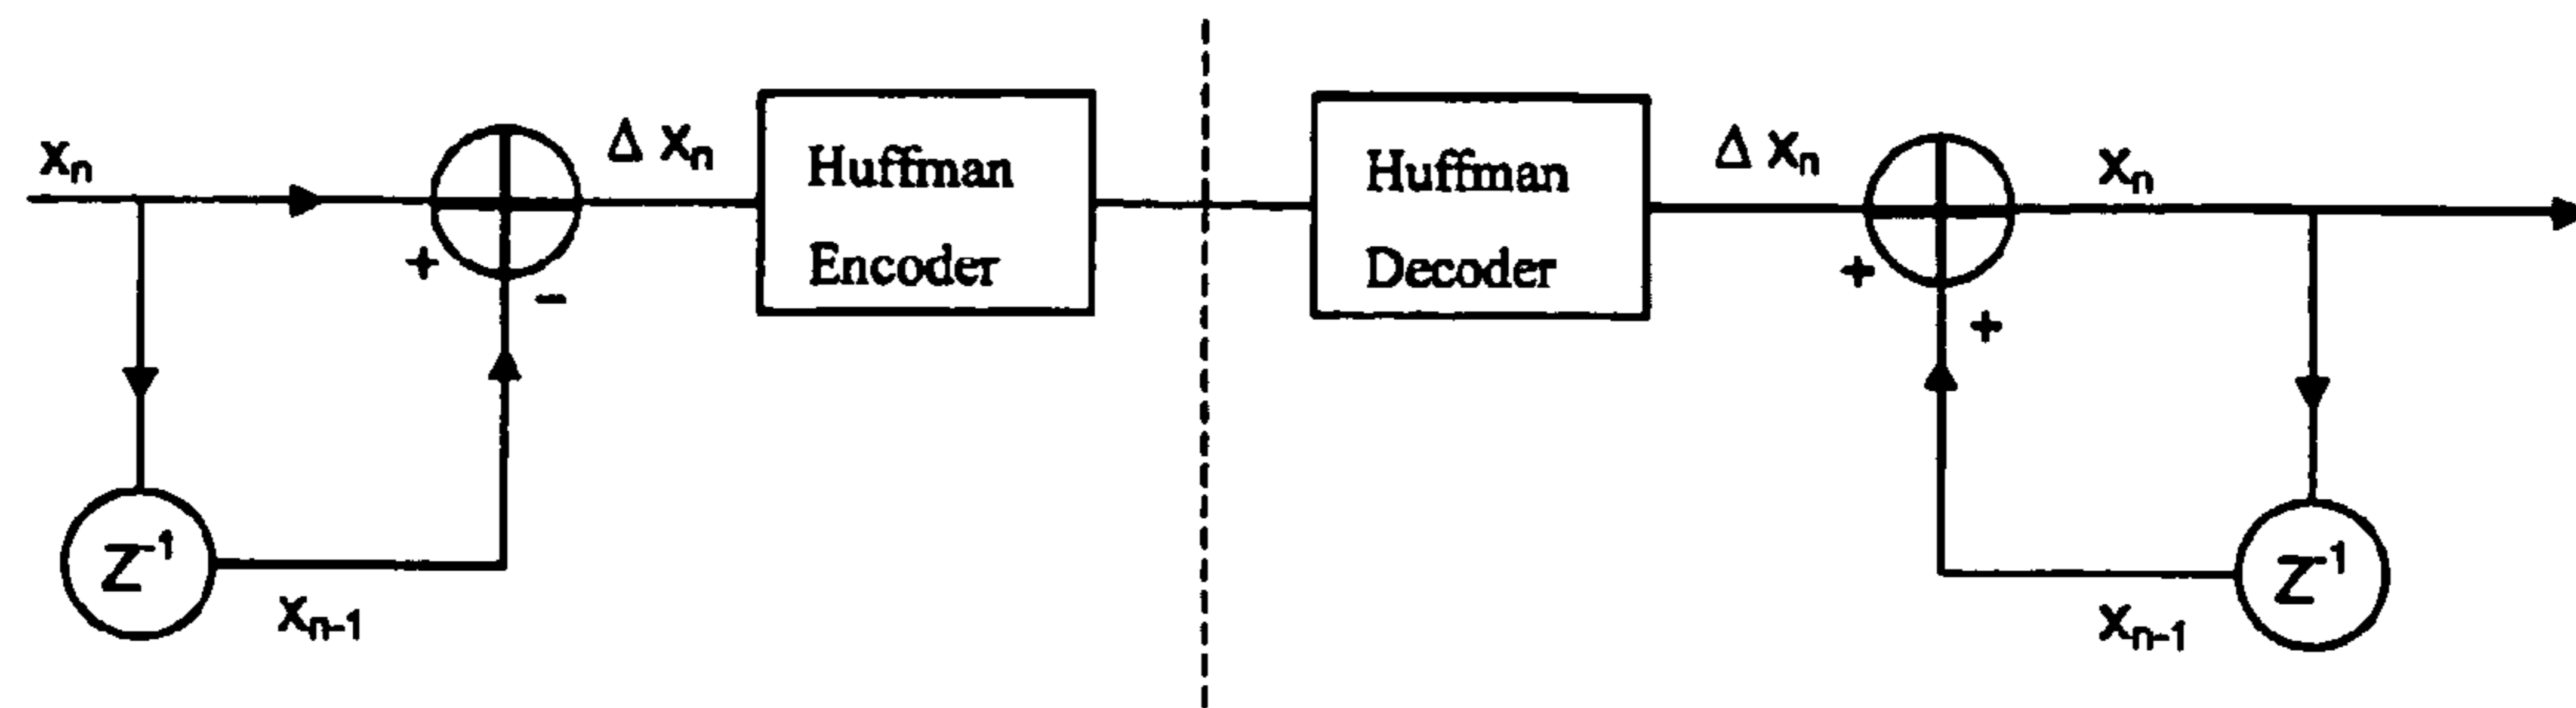 xₙ
Δ xₙ
Huffman
Encoder
+
−
Z⁻¹
xₙ₋₁
Huffman
Decoder
Δ xₙ
xₙ
+
+
Z⁻¹
xₙ₋₁